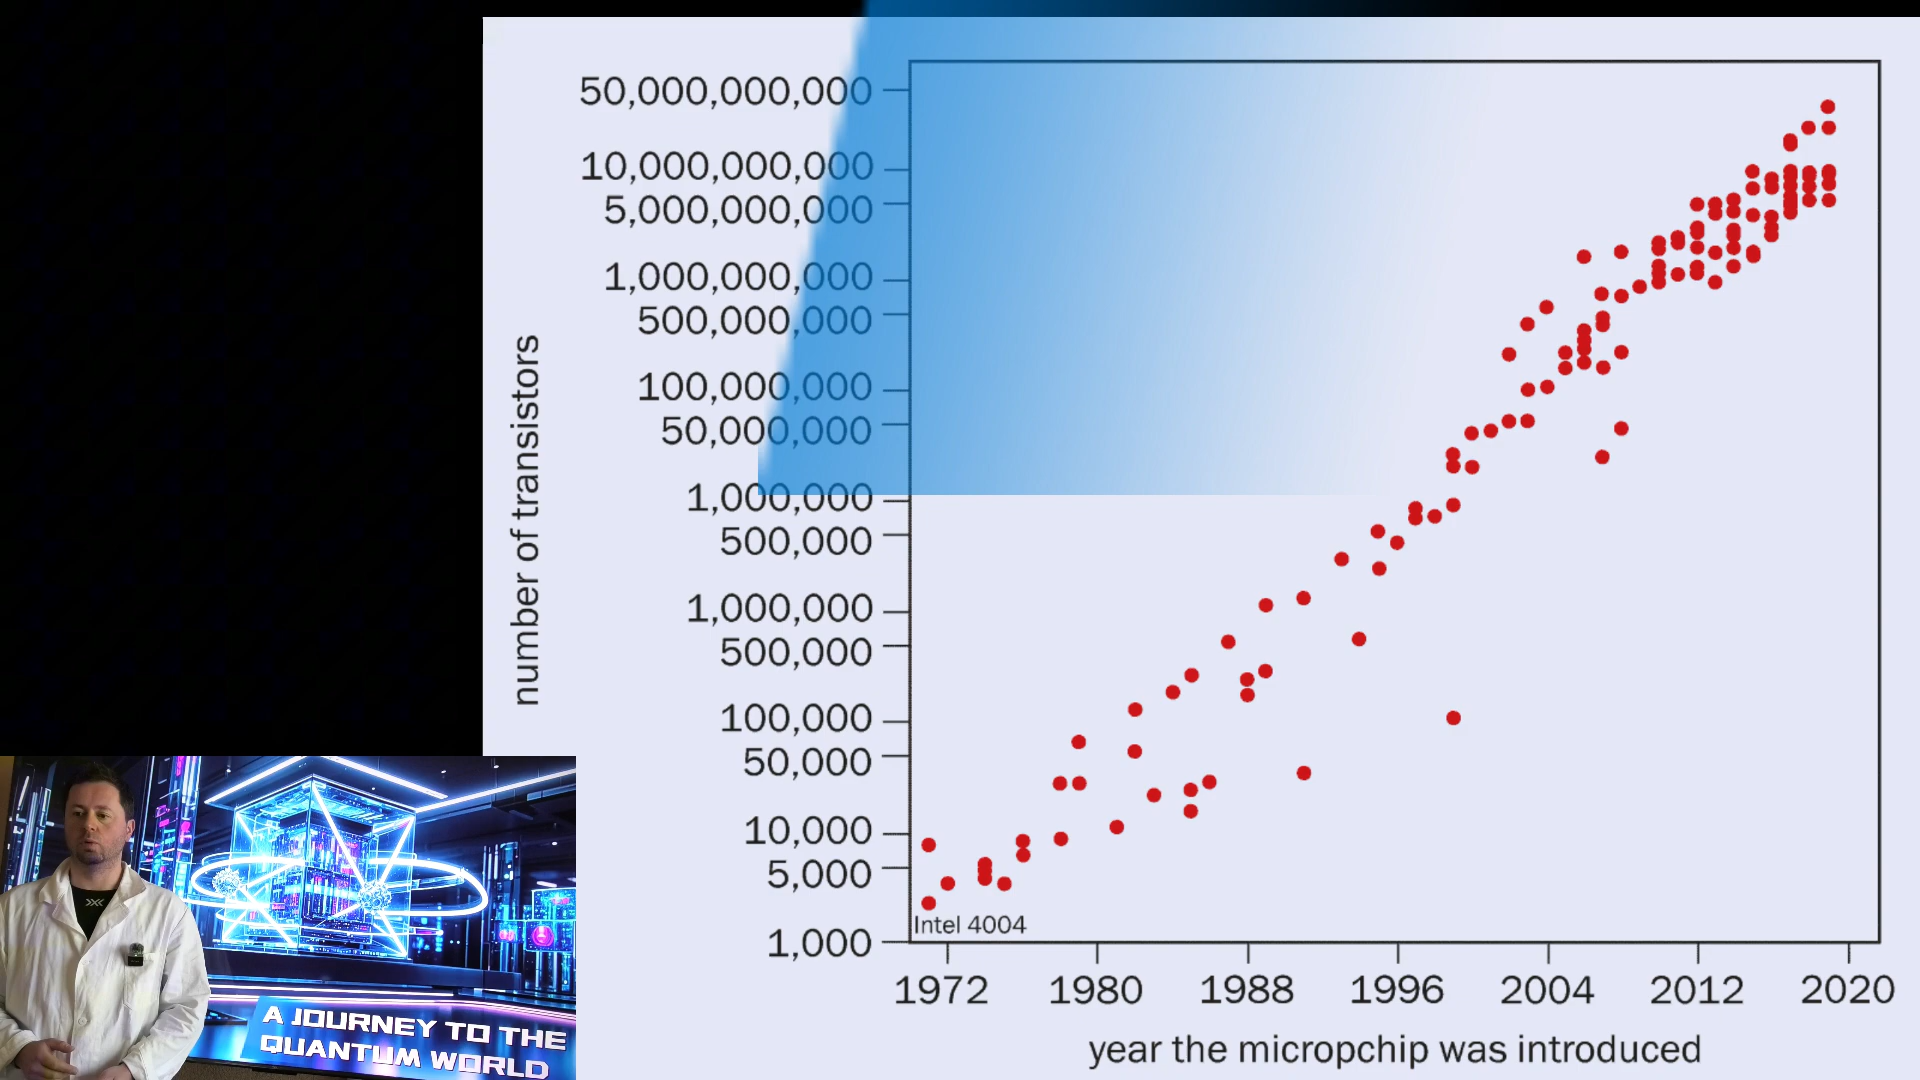 50,000,000,000
10,000,000,000
5,000,000,000
1,000,000,000
500,000,000
100,000,000
50,000,000
1,000,000
500,000
1,000,000
500,000
100,000
50,000
10,000
5,000
1,000
number of transistors
Intel 4004
1972 1980 1988 1996 2004 2012 2020
year the micropchip was introduced
A JOURNEY TO THE
QUANTUM WORLD